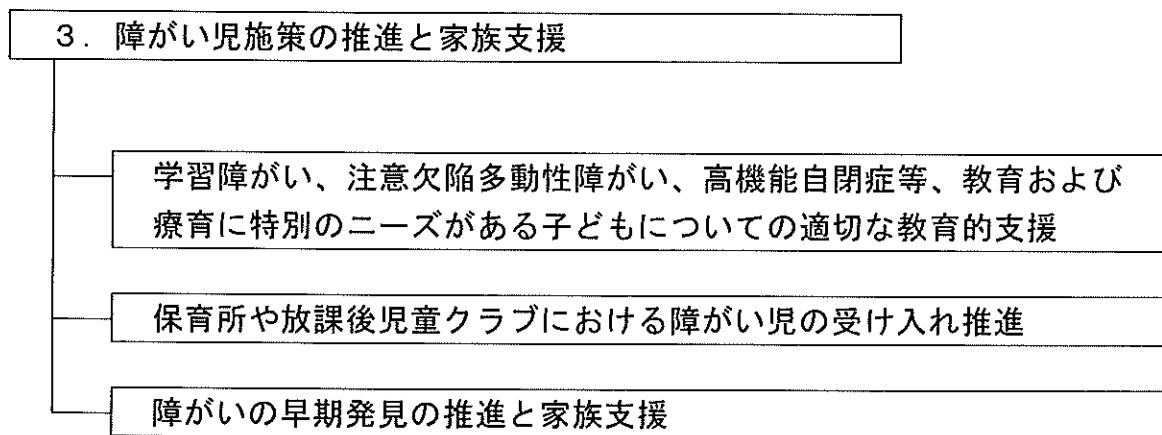 ３．障がい児施策の推進と家族支援
学習障がい、注意欠陥多動性障がい、高機能自閉症等、教育および
療育に特別のニーズがある子どもについての適切な教育的支援
保育所や放課後児童クラブにおける障がい児の受け入れ推進
障がいの早期発見の推進と家族支援